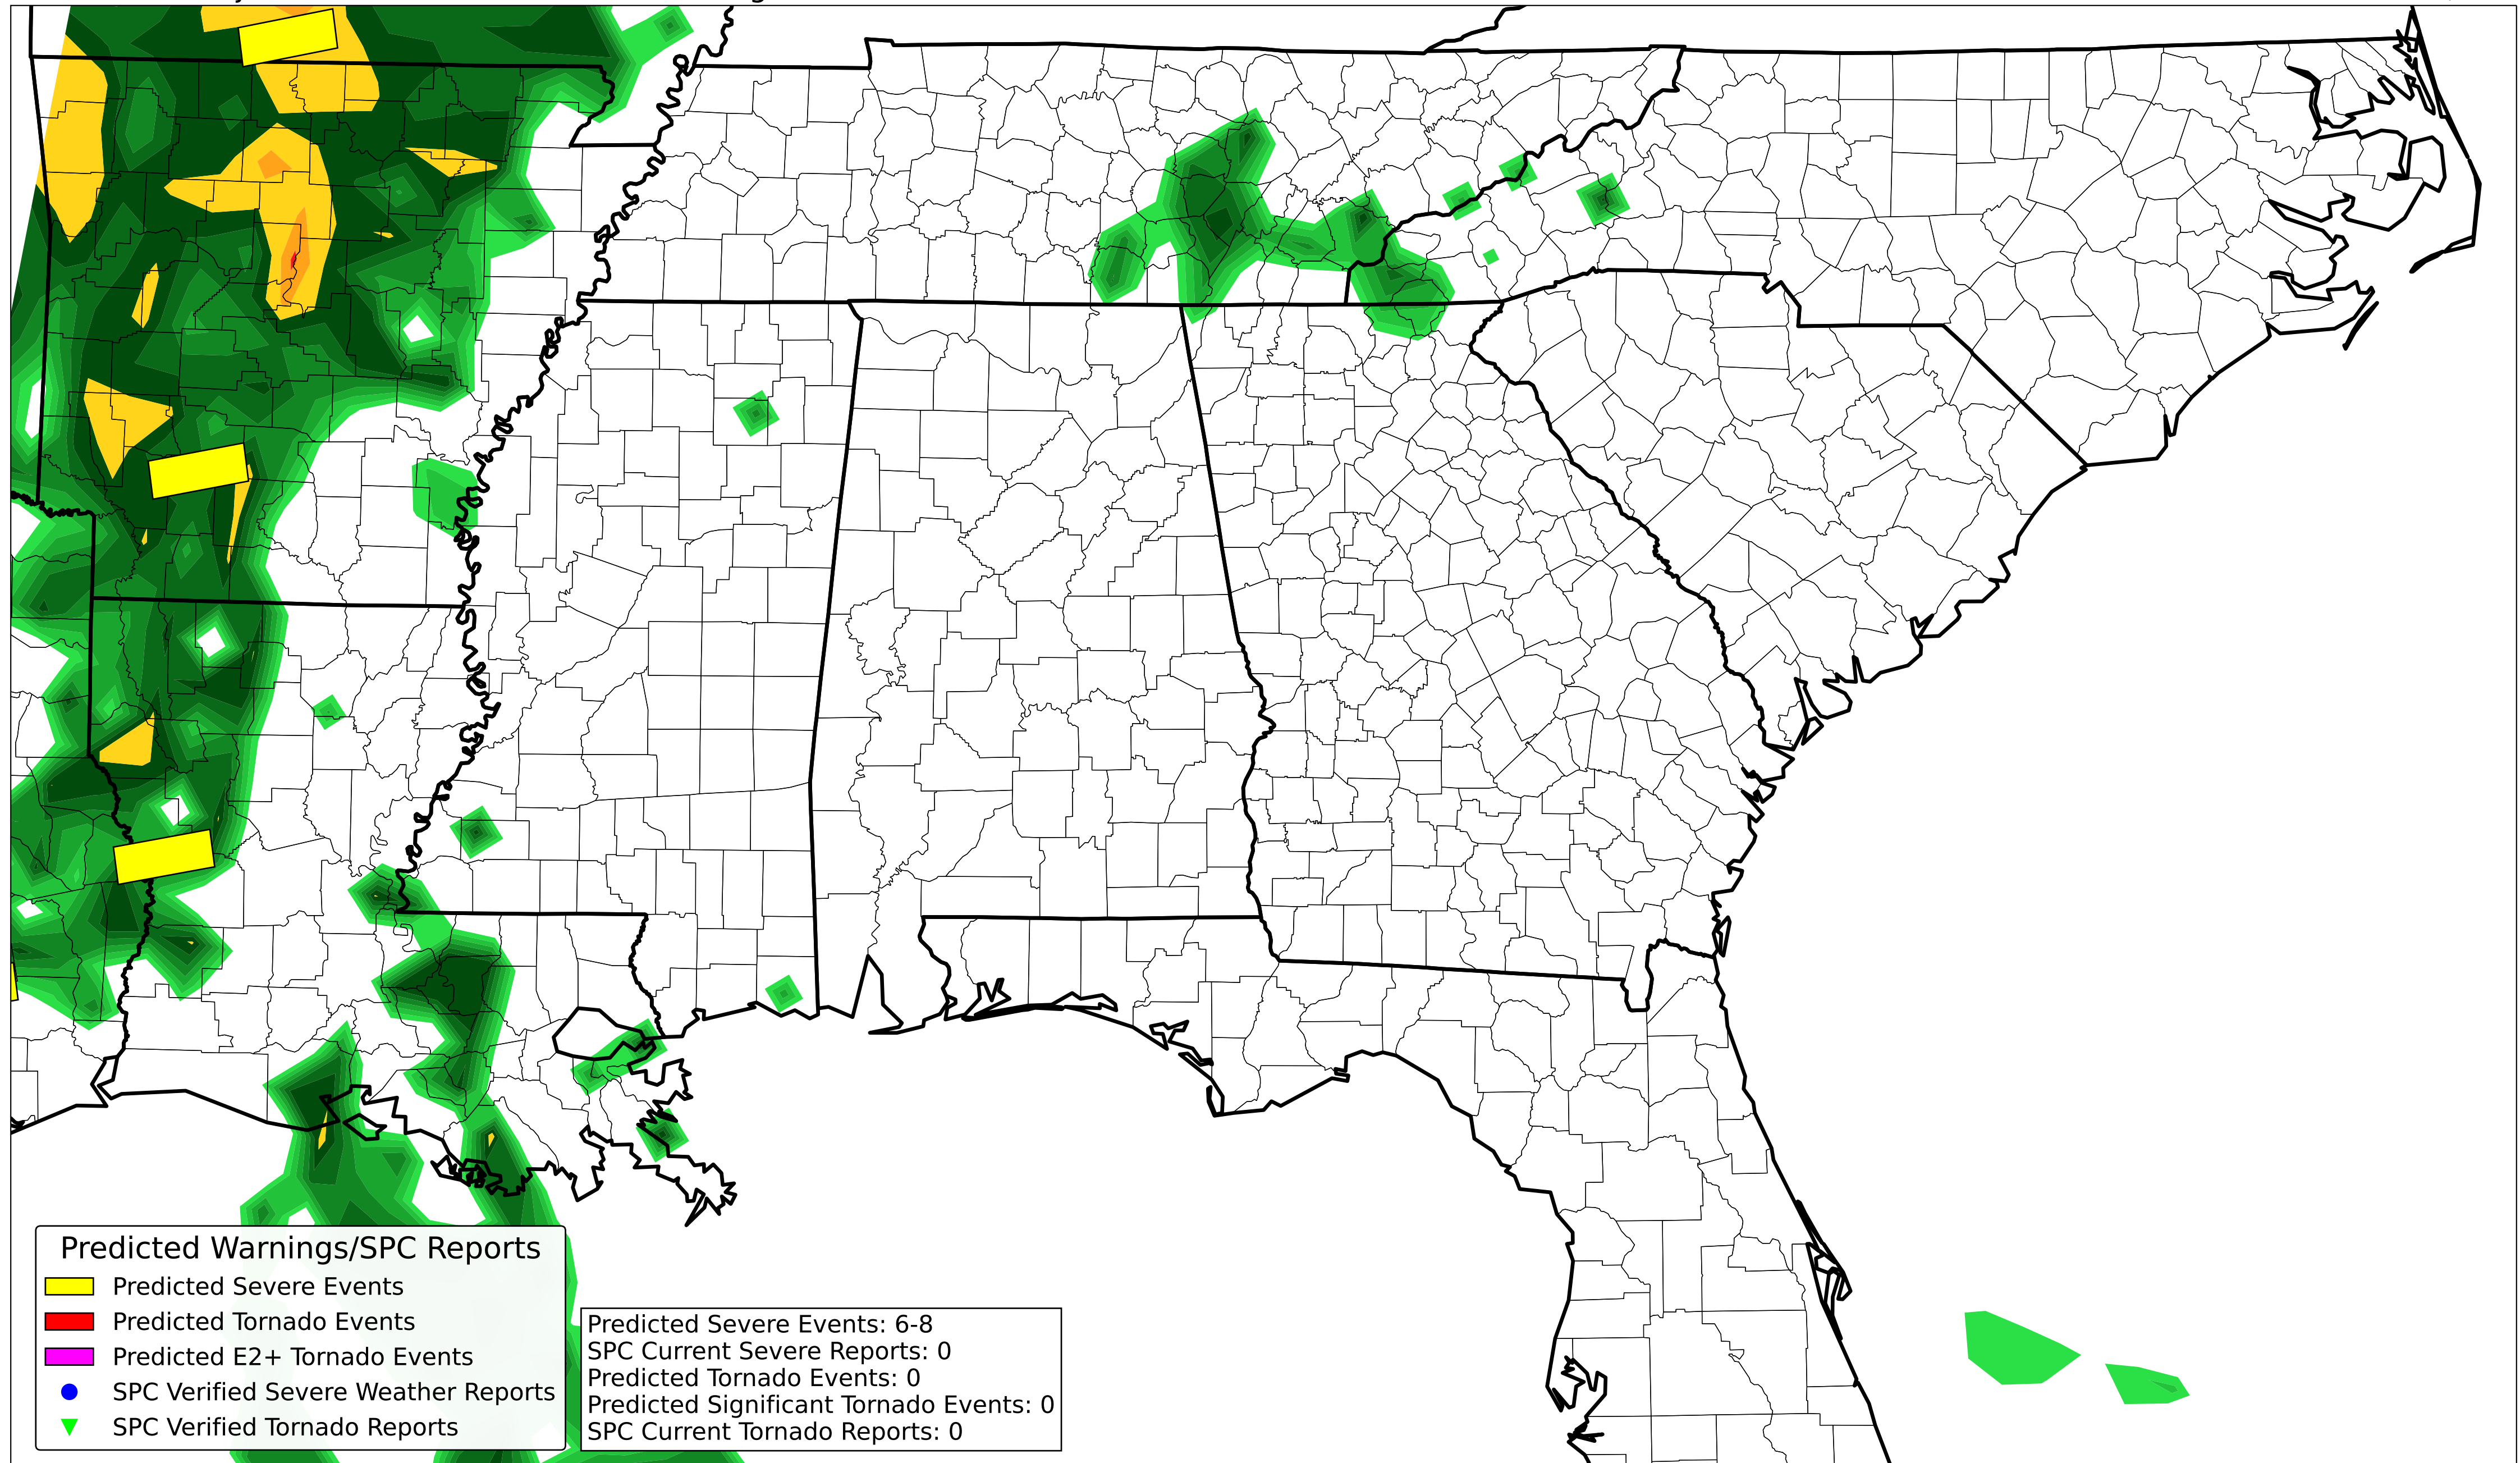 Predicted Warnings/SPC Reports
Predicted Severe Events
Predicted Tornado Events
Predicted E2+ Tornado Events
SPC Verified Severe Weather Reports
SPC Verified Tornado Reports
Predicted Severe Events: 6-8
SPC Current Severe Reports: 0
Predicted Tornado Events: 0
Predicted Significant Tornado Events: 0
SPC Current Tornado Reports: 0